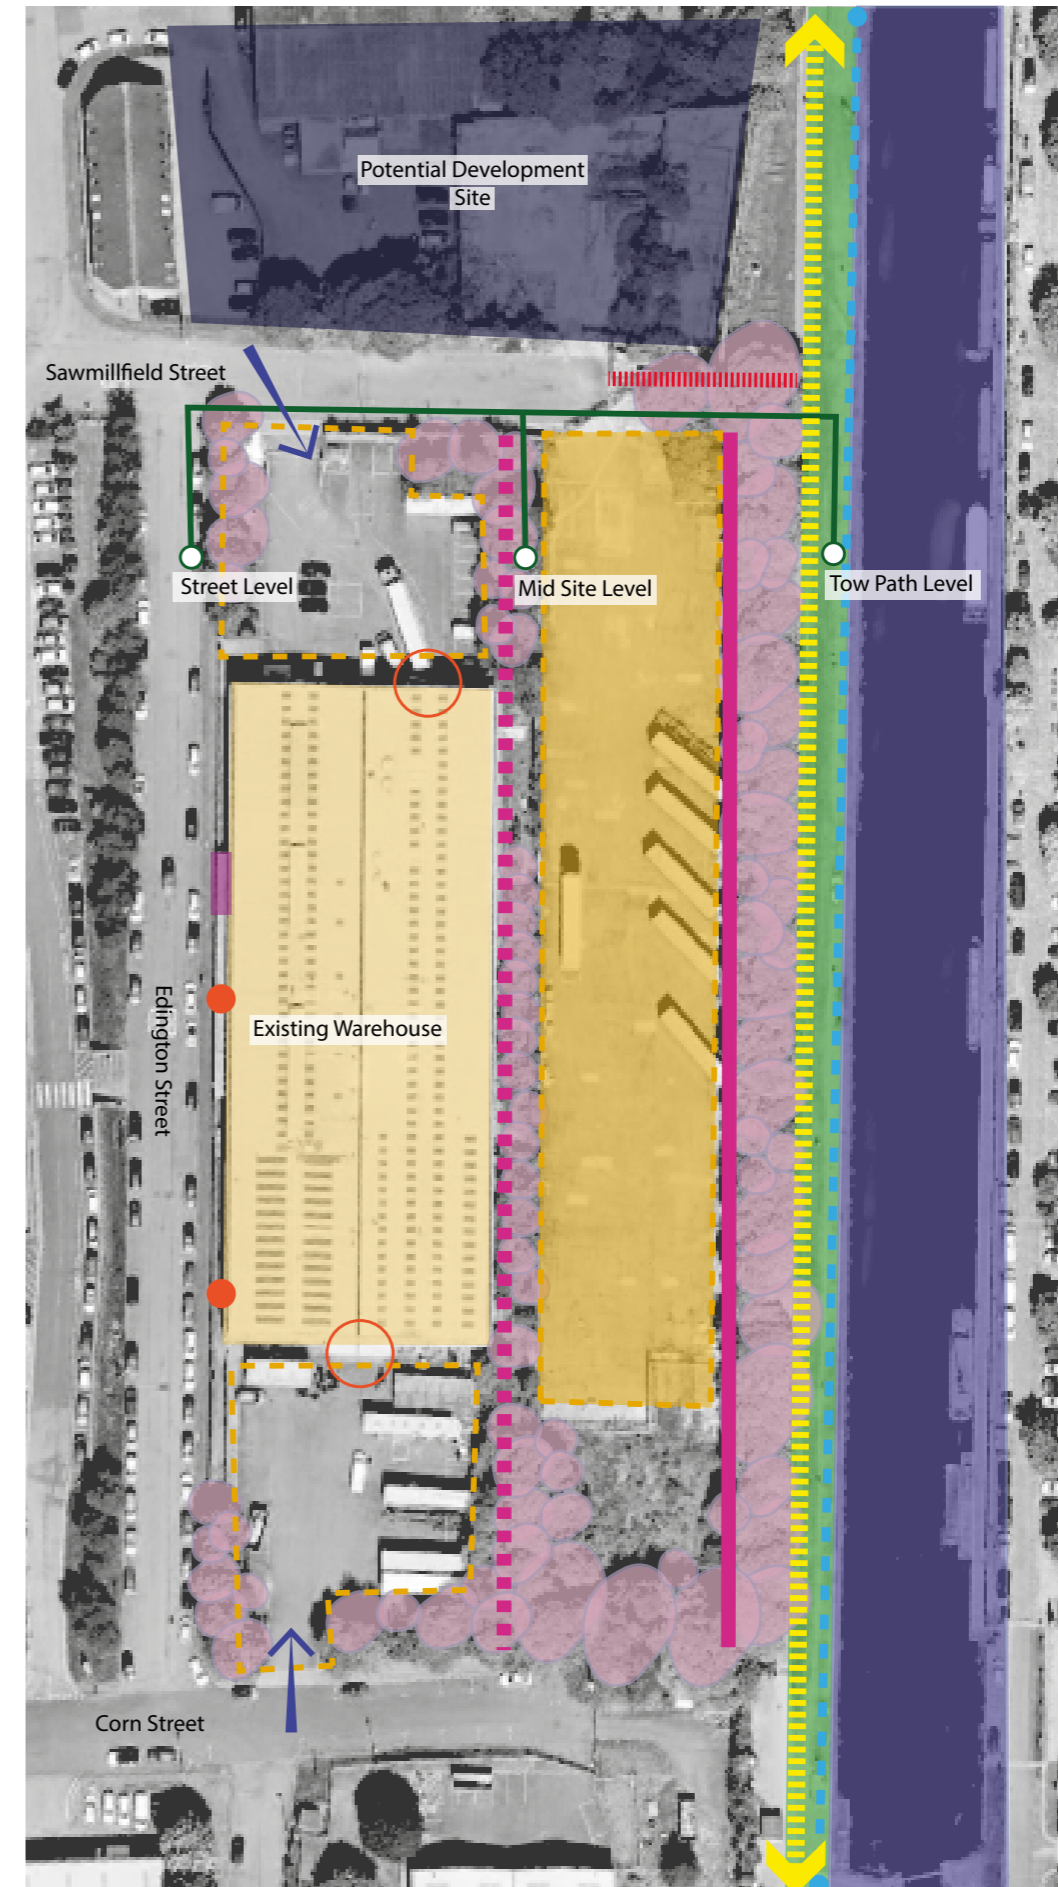 Potential Development
Site
Sawmillfield Street
Street Level
Mid Site Level
Tow Path Level
Edington Street
Existing Warehouse
Corn Street